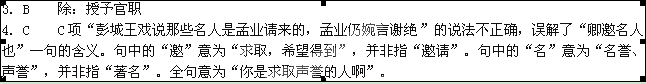 3. B  除：授予官职
4. C  C项“彭城王戏说那些名人是孟业请来的，孟业仍婉言谢绝”的说法不正确，误解了“卿邀名人
也”一句的含义。句中的“邀”意为“求取，希望得到”，并非指“邀请”。句中的“名”意为“名誉、
声誉”，并非指“著名”。全句意为“你是求取声誉的人啊”。